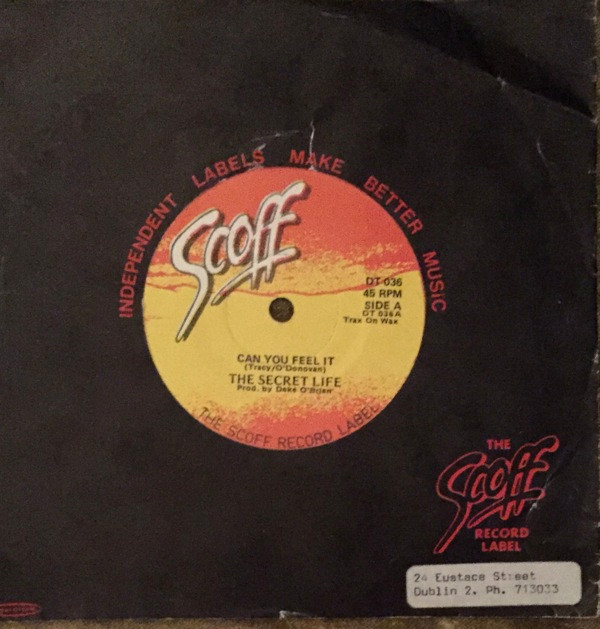 INDEPENDENT LABELS MAKE BETTER MUSIC
Scoff
DT 036
45 RPM
SIDE A
DT 036A
Trax On Wax
CAN YOU FEEL IT
(Tracy/O'Donovan)
THE SECRET LIFE
Prod. by Deke O'Brien
THE SCOFF RECORD LABEL
THE
Scoff
RECORD
LABEL
24 Eustace Street
Dublin 2. Ph. 713033